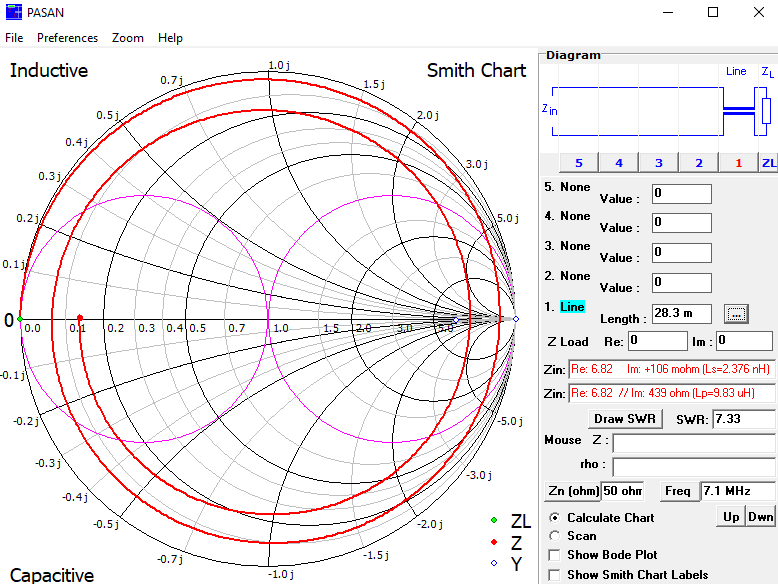 PASAN
File Preferences Zoom Help
Inductive
Smith Chart
1.0 j
0.7 j
1.5 j
0.5 j
2.0 j
0.4 j
3.0 j
0.3 j
0.2 j
5.0 j
0.1 j
0
0.0 0.1 0.2 0.3 0.4 0.5 0.7 1.0 1.5 2.0 3.0 5.0
-0.1 j
-0.2 j
-5.0 j
-0.3 j
-3.0 j
-0.4 j
-0.5 j
-2.0 j
-0.7 j
-1.5 j
-1.0 j
Capacitive
ZL
Z
Y
Diagram
Line ZL
Zin
5 4 3 2 1 ZL
5. None Value : 0
4. None Value : 0
3. None Value : 0
2. None Value : 0
1. Line Length : 28.3 m ...
Z Load Re: 0 Im : 0
Zin: Re: 6.82 Im: +106 mohm (Ls=2.376 nH)
Zin: Re: 6.82 // Im: 439 ohm (Lp=9.83 uH)
Draw SWR SWR: 7.33
Mouse Z :
rho :
Zn (ohm) 50 ohm Freq 7.1 MHz
Calculate Chart Up Dwn
Scan
Show Bode Plot
Show Smith Chart Labels